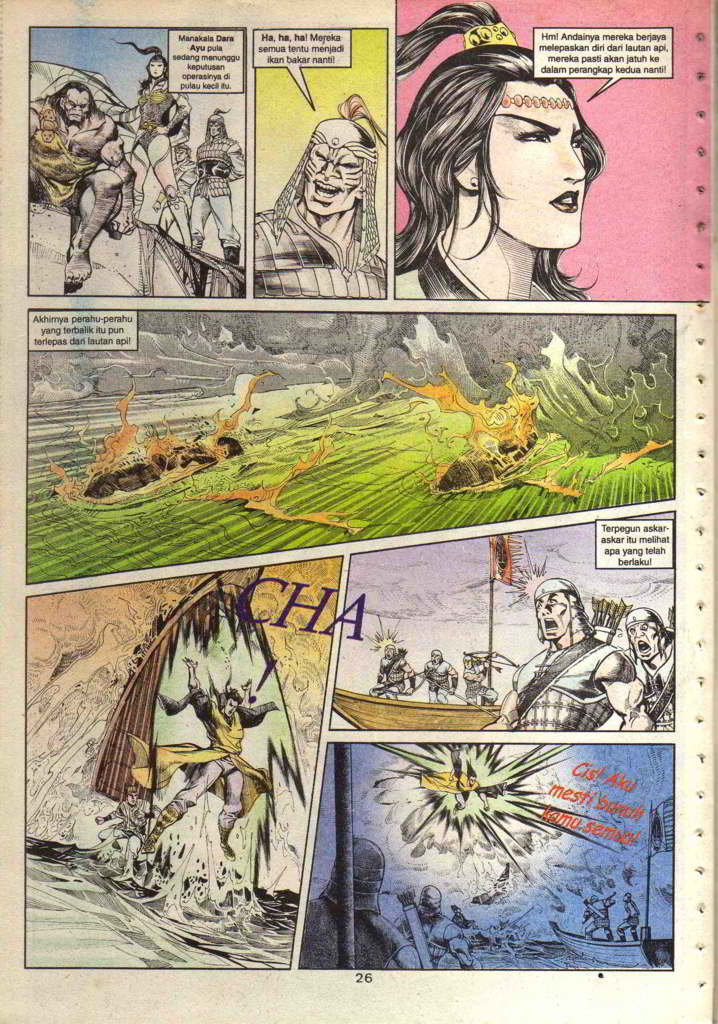 Manakala Dara
Ayu pula
sedang menunggu
keputusan
operasinya di
pulau kecil itu.
Ha, ha, ha! Mereka
semua tentu menjadi
ikan bakar nanti!
Hm! Andainya mereka berjaya
melepaskan diri dari lautan api,
mereka pasti akan jatuh ke
dalam perangkap kedua nanti!
Akhirnya perahu-perahu
yang terbalik itu pun
terlepas dari lautan api!
CHA
!
Terpegun askar-
askar itu melihat
apa yang telah
berlaku!
Cis! Aku
mesti bunuh
kamu semua!
26